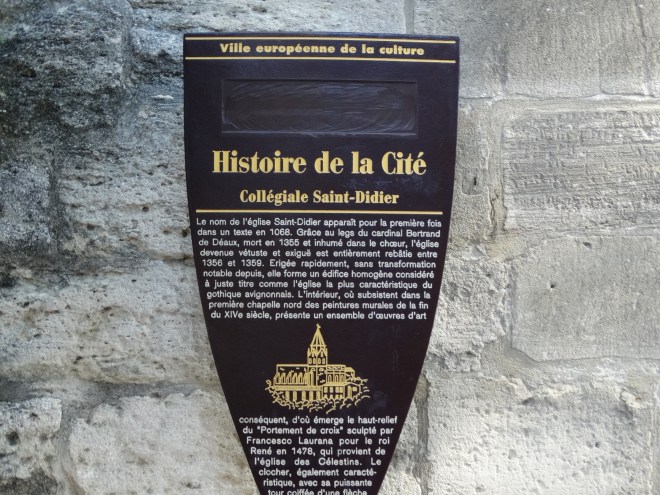 Ville européenne de la culture
Histoire de la Cité
Collégiale Saint-Didier
Le nom de l'église Saint-Didier apparaît pour la première fois
dans un texte en 1068. Grâce au legs du cardinal Bertrand
de Déaux, mort en 1355 et inhumé dans le chœur, l'église
devenue vétuste et exiguë est entièrement rebâtie entre
1356 et 1359. Erigée rapidement, sans transformation
notable depuis, elle forme un édifice homogène considéré
à juste titre comme l'église la plus caractéristique du
gothique avignonnais. L'intérieur, où subsistent dans la
première chapelle nord des peintures murales de la fin
du XIVe siècle, présente un ensemble d'œuvres d'art
conséquent, d'où émerge le haut-relief
du "Portement de croix" sculpté par
Francesco Laurana pour le roi
René en 1478, qui provient de
l'église des Célestins. Le
clocher, également caracté-
ristique, avec sa puissante
tour coiffée d'une flèche